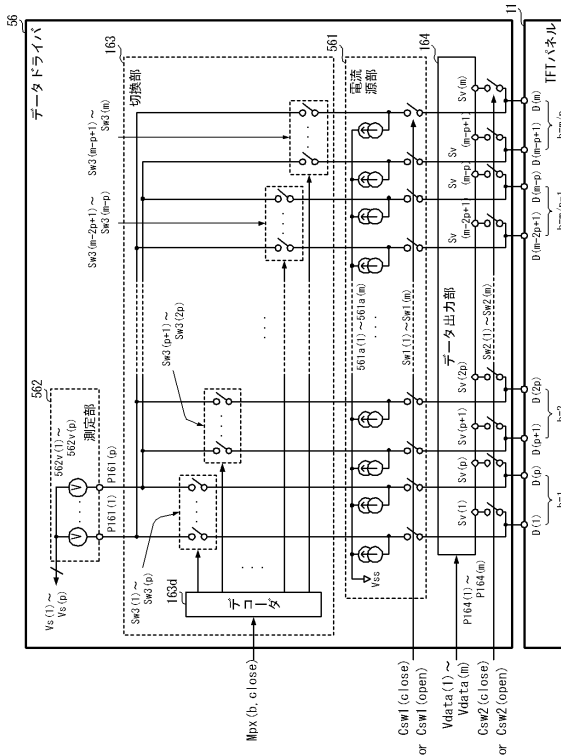 56
データドライバ
562
562v(1)～
562v(p)
測定部
Vs(1)～
Vs(p)
P161(1)
P161(p)
163
切換部
Sw3(1)～
Sw3(p)
Sw3(p+1)～
Sw3(2p)
Sw3(m-2p+1)～
Sw3(m-p)
Sw3(m-p+1)～
Sw3(m)
163d
デコーダ
Mpx(b,close)
561
電流
源部
561a(1)～561a(m)
Vss
Sw1(1)～Sw1(m)
Csw1(close)
or Csw1(open)
164
データ出力部
Vdata(1)～
Vdata(m)
P164(1)～
P164(m)
Sv(1)
Sv(p)
Sv(p+1)
Sv(2p)
Sv
(m-2p+1)
Sv
(m-p)
Sv
(m-p+1)
Sv(m)
Sw2(1)～Sw2(m)
Csw2(close)
or Csw2(open)
D(1)
D(p)
D(p+1)
D(2p)
D(m-2p+1)
D(m-p)
D(m-p+1)
D(m)
11
TFTパネル